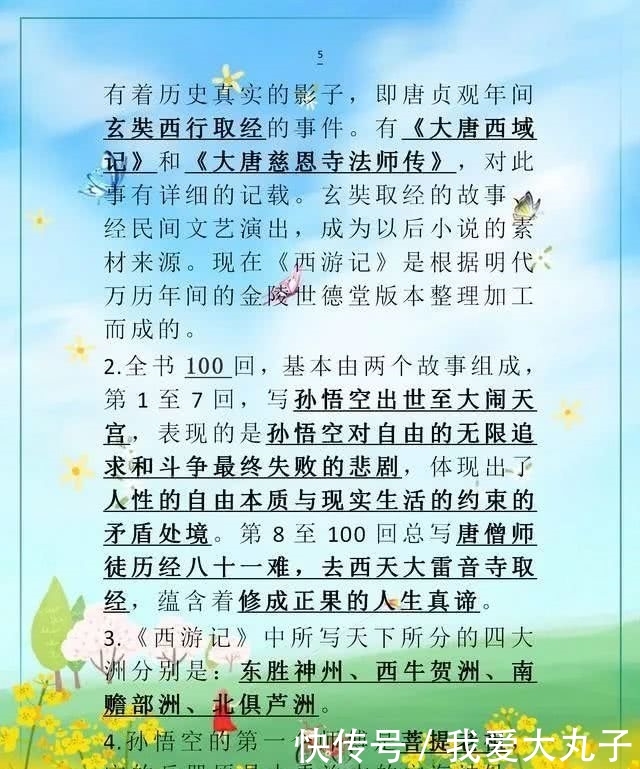 5
有着历史真实的影子，即唐贞观年间
玄奘西行取经的事件。有《大唐西域
记》和《大唐慈恩寺法师传》，对此
事有详细的记载。玄奘取经的故事，
经民间文艺演出，成为以后小说的素
材来源。现在《西游记》是根据明代
万历年间的金陵世德堂版本整理加工
而成的。
2.全书100回，基本由两个故事组成，
第1至7回，写孙悟空出世至大闹天
宫，表现的是孙悟空对自由的无限追
求和斗争最终失败的悲剧，体现出了
人性的自由本质与现实生活的约束的
矛盾处境。第8至100回总写唐僧师
徒历经八十一难，去西天大雷音寺取
经，蕴含着修成正果的人生真谛。
3.《西游记》中所写天下所分的四大
洲分别是：东胜神州、西牛贺洲、南
赡部洲、北俱芦洲。
4.孙悟空的第一个 菩提
快传号/我爱大丸子